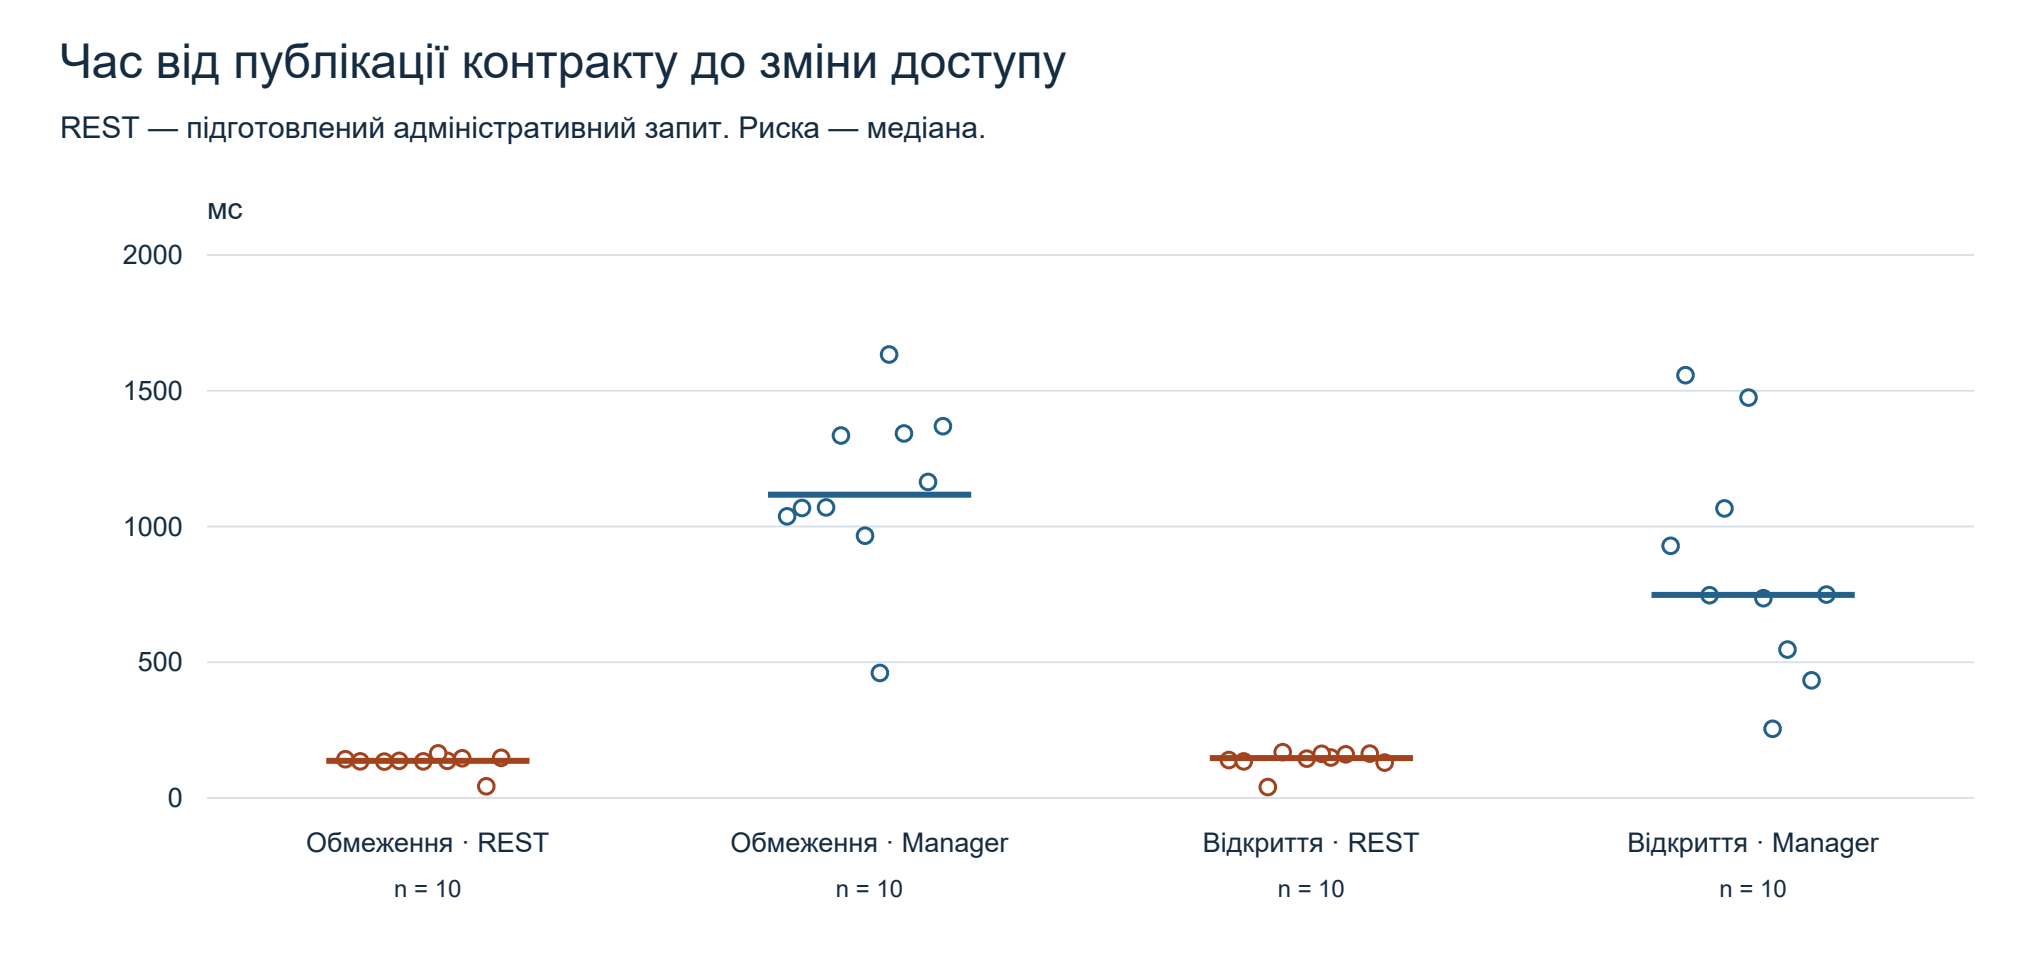 Час від публікації контракту до зміни доступу
REST — підготовлений адміністративний запит. Риска — медіана.
мс
2000
1500
1000
500
0
Обмеження · REST
Обмеження · Manager
Відкриття · REST
Відкриття · Manager
n = 10
n = 10
n = 10
n = 10